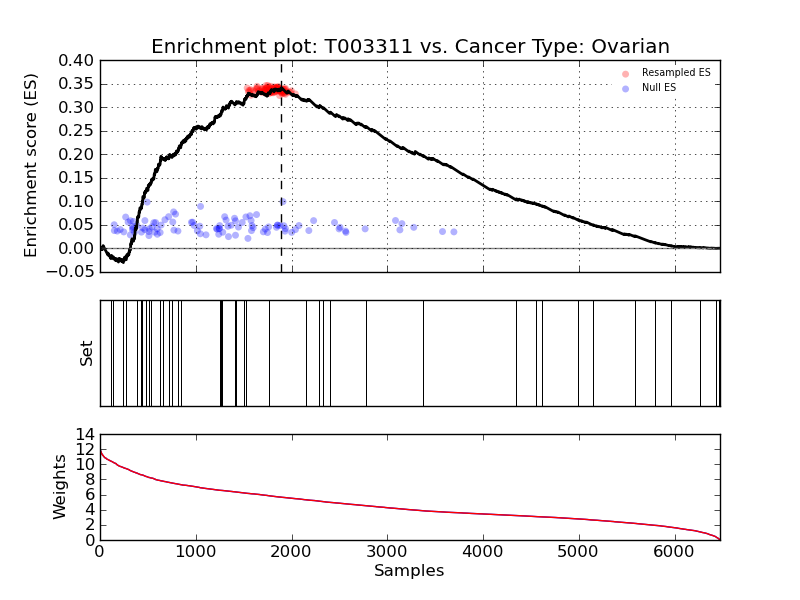 Enrichment plot: T003311 vs. Cancer Type: Ovarian
0.40
0.35
0.30
0.25
0.20
0.15
0.10
0.05
0.00
−0.05
Enrichment score (ES)
Resampled ES
Null ES
Set
14
12
10
8
6
4
2
0
Weights
0 1000 2000 3000 4000 5000 6000
Samples